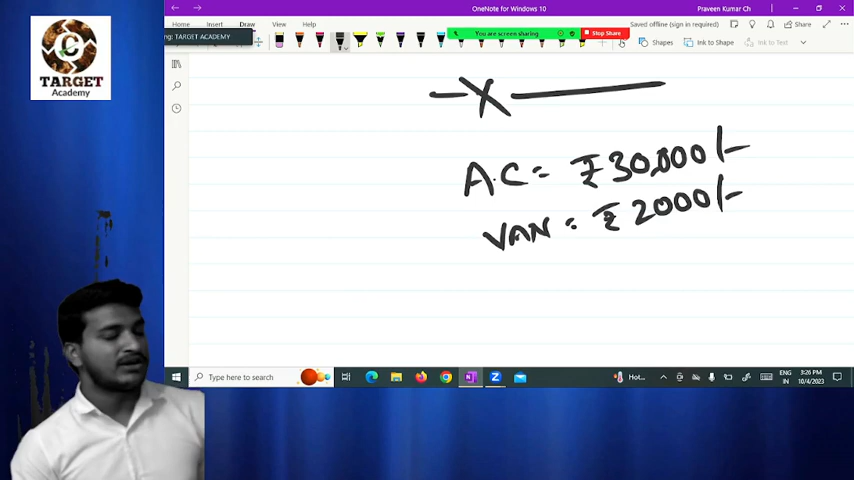 OneNote for Windows 10
Praveen Kumar Ch
Home Insert Draw View Help
Saved offline (sign in required)
Share
ng: TARGET ACADEMY
You are screen sharing
Stop Share
Shapes
Ink to Shape
Ink to Text
TARGET
Academy
X
A.C = ₹30,000/-
VAN = ₹2000/-
Type here to search
Hot...
ENG
IN
3:26 PM
10/4/2023